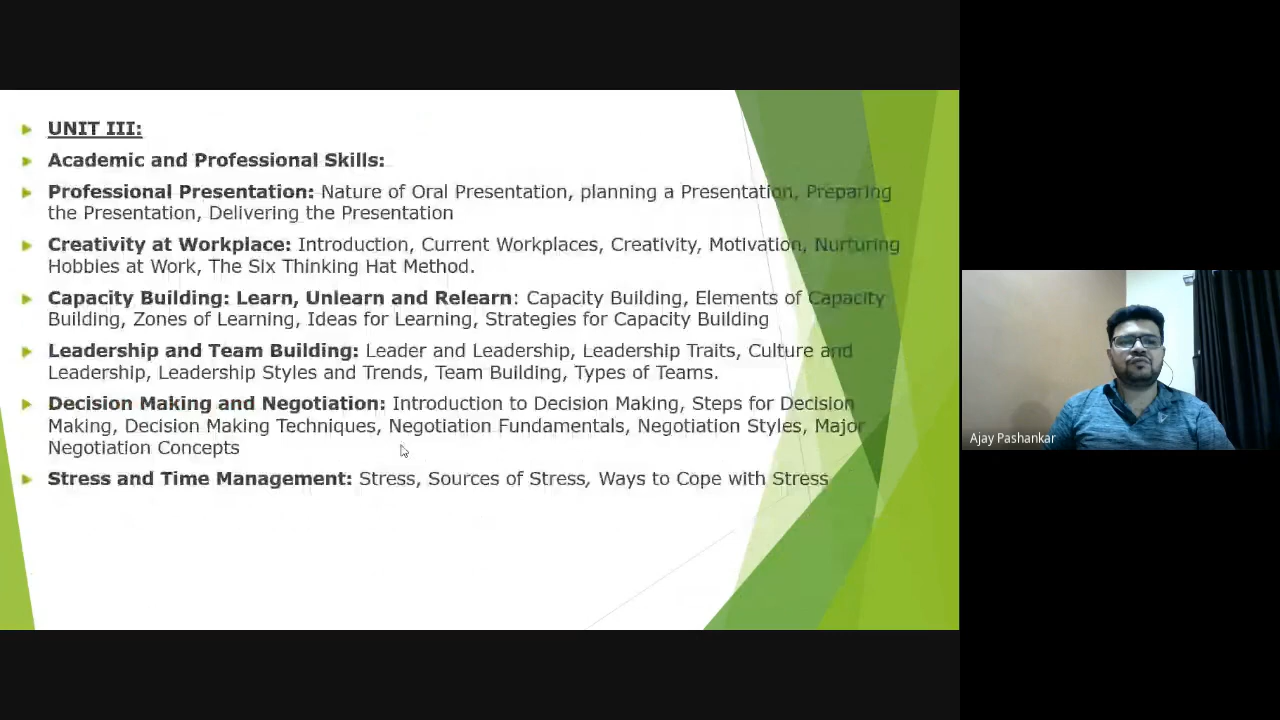 UNIT III:
Academic and Professional Skills:
Professional Presentation: Nature of Oral Presentation, planning a Presentation, Preparing
the Presentation, Delivering the Presentation
Creativity at Workplace: Introduction, Current Workplaces, Creativity, Motivation, Nurturing
Hobbies at Work, The Six Thinking Hat Method.
Capacity Building: Learn, Unlearn and Relearn: Capacity Building, Elements of Capacity
Building, Zones of Learning, Ideas for Learning, Strategies for Capacity Building
Leadership and Team Building: Leader and Leadership, Leadership Traits, Culture and
Leadership, Leadership Styles and Trends, Team Building, Types of Teams.
Decision Making and Negotiation: Introduction to Decision Making, Steps for Decision
Making, Decision Making Techniques, Negotiation Fundamentals, Negotiation Styles, Major
Negotiation Concepts
Stress and Time Management: Stress, Sources of Stress, Ways to Cope with Stress
Ajay Pashankar